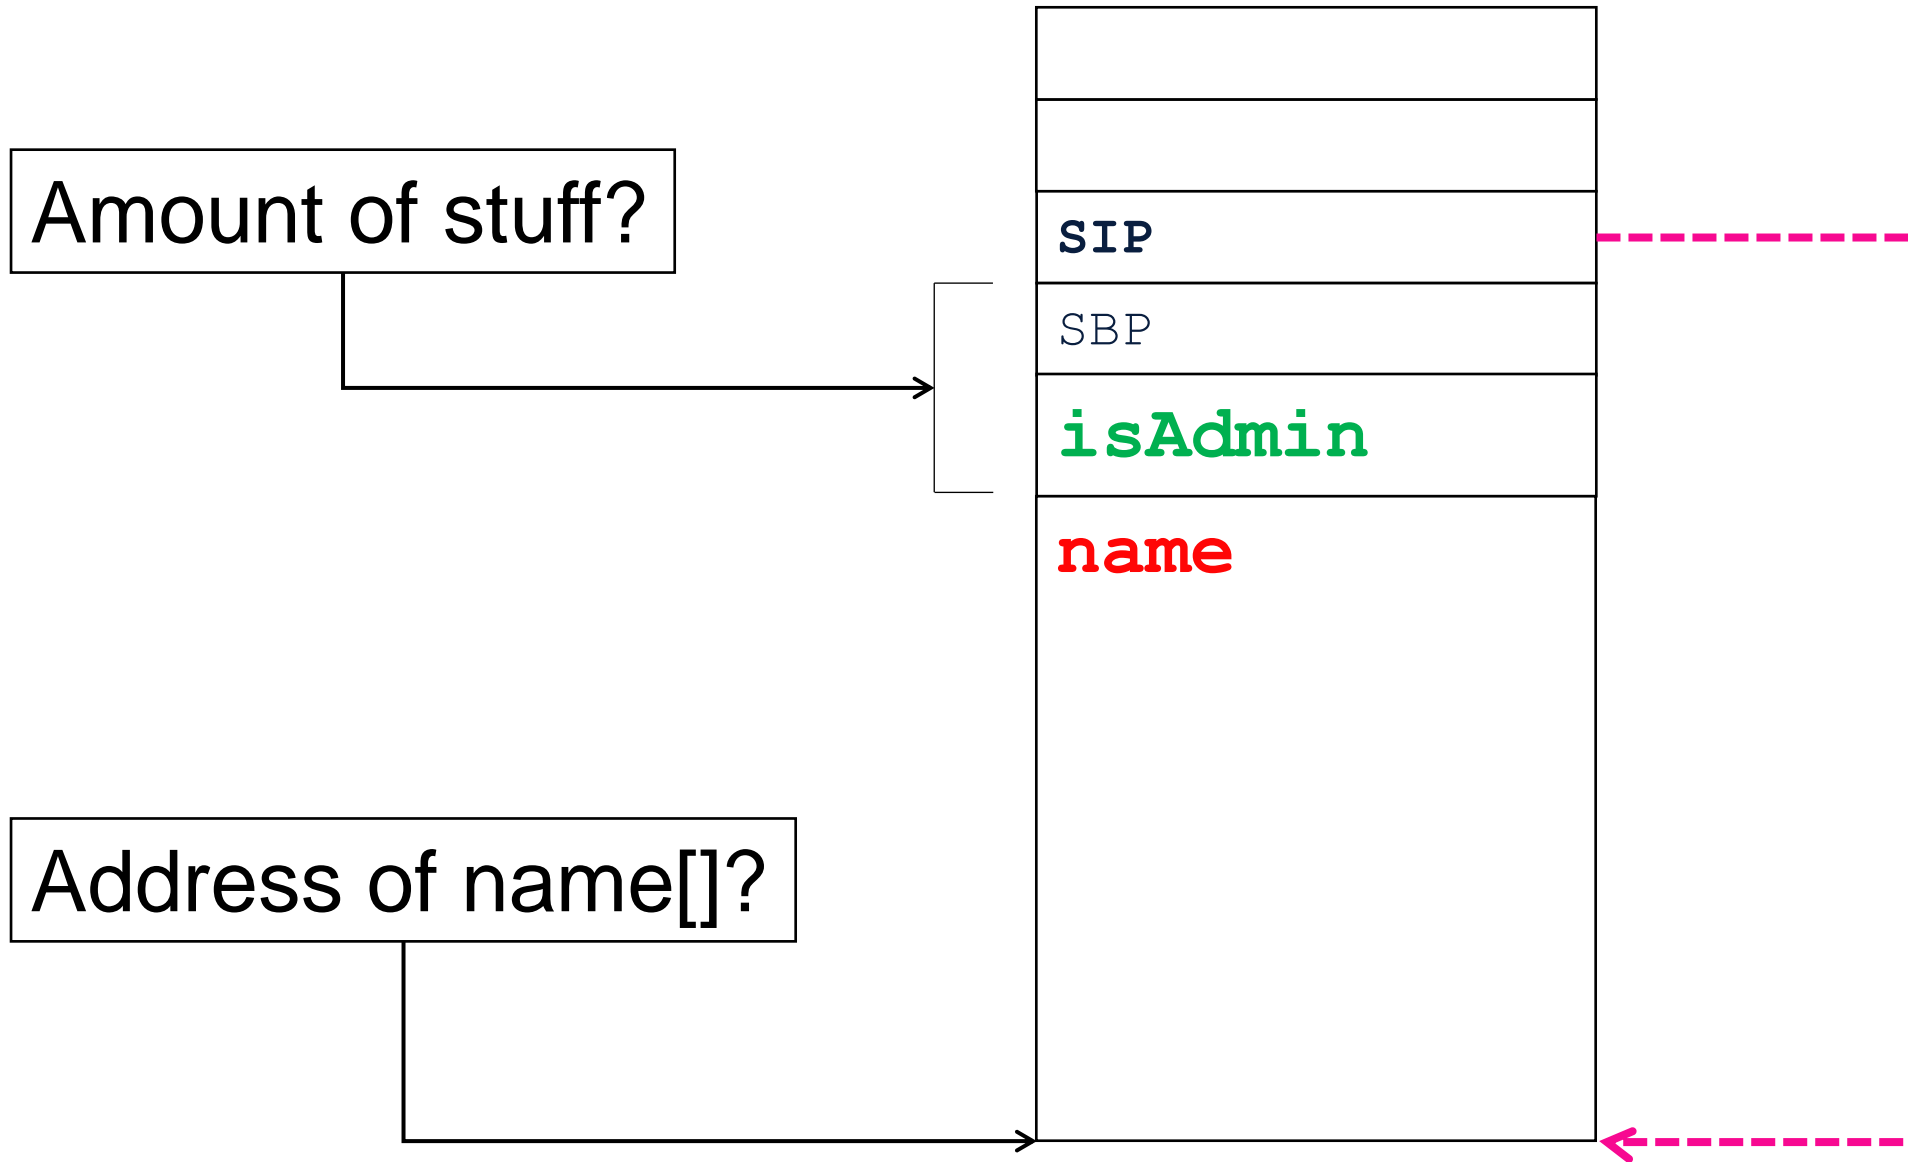 Amount of stuff?
SIP
SBP
isAdmin
name
Address of name[]?